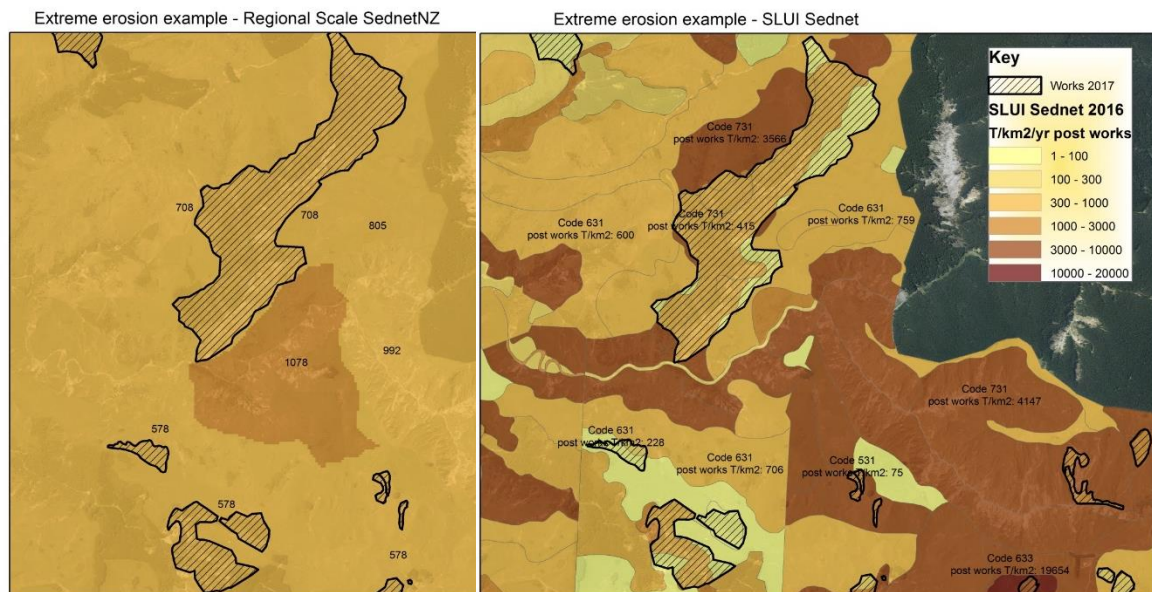 Extreme erosion example - Regional Scale SednetNZ
708
708
805
1078
992
578
578
578
Extreme erosion example - SLUI Sednet
Key
Works 2017
SLUI Sednet 2016
T/km2/yr post works
1 - 100
100 - 300
300 - 1000
1000 - 3000
3000 - 10000
10000 - 20000
Code 731
post works T/km2: 3566
Code 631
post works T/km2: 600
Code 731
post works T/km2: 415
Code 631
post works T/km2: 759
Code 731
post works T/km2: 4147
Code 631
post works T/km2: 228
Code 631
post works T/km2: 706
Code 531
post works T/km2: 75
Code 633
post works T/km2: 19654